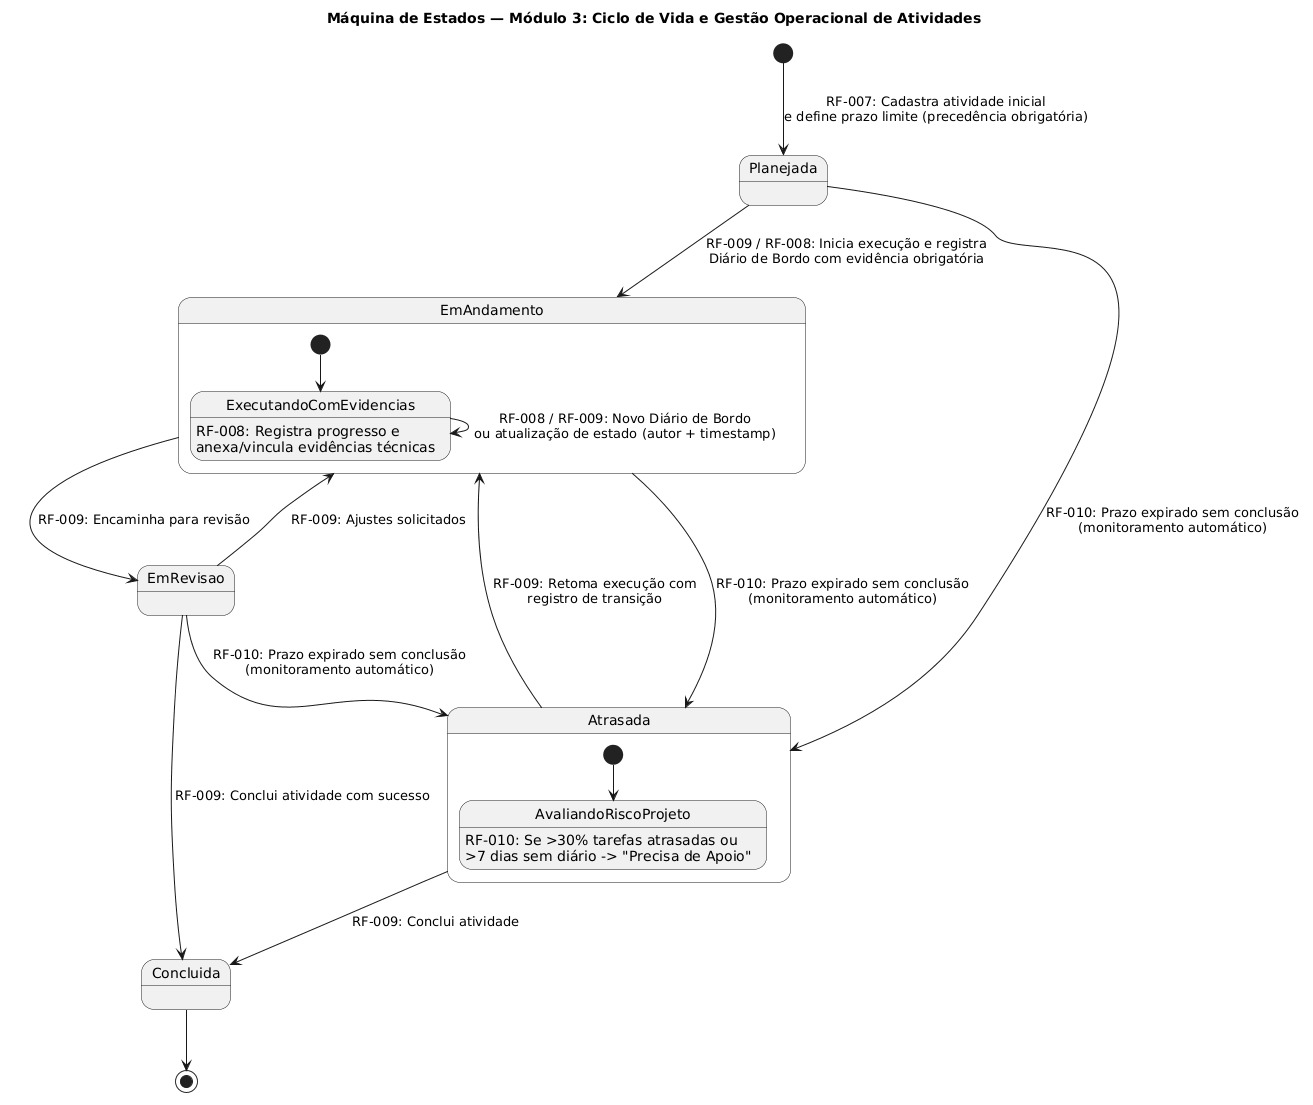 Máquina de Estados — Módulo 3: Ciclo de Vida e Gestão Operacional de Atividades
RF-007: Cadastra atividade inicial
e define prazo limite (precedência obrigatória)
Planejada
RF-009 / RF-008: Inicia execução e registra
Diário de Bordo com evidência obrigatória
EmAndamento
ExecutandoComEvidencias
RF-008: Registra progresso e
anexa/vincula evidências técnicas
RF-008 / RF-009: Novo Diário de Bordo
ou atualização de estado (autor + timestamp)
RF-009: Encaminha para revisão
RF-009: Ajustes solicitados
RF-010: Prazo expirado sem conclusão
(monitoramento automático)
EmRevisao
RF-009: Retoma execução com
registro de transição
RF-010: Prazo expirado sem conclusão
(monitoramento automático)
RF-010: Prazo expirado sem conclusão
(monitoramento automático)
Atrasada
AvaliandoRiscoProjeto
RF-010: Se >30% tarefas atrasadas ou
>7 dias sem diário -> "Precisa de Apoio"
RF-009: Conclui atividade com sucesso
RF-009: Conclui atividade
Concluida